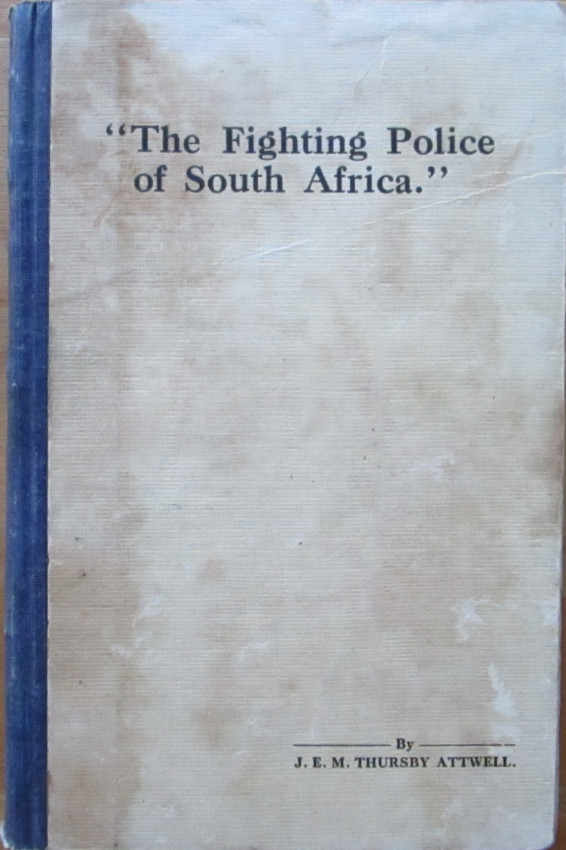 “The Fighting Police
of South Africa.”
By
J. E. M. THURSBY ATTWELL.